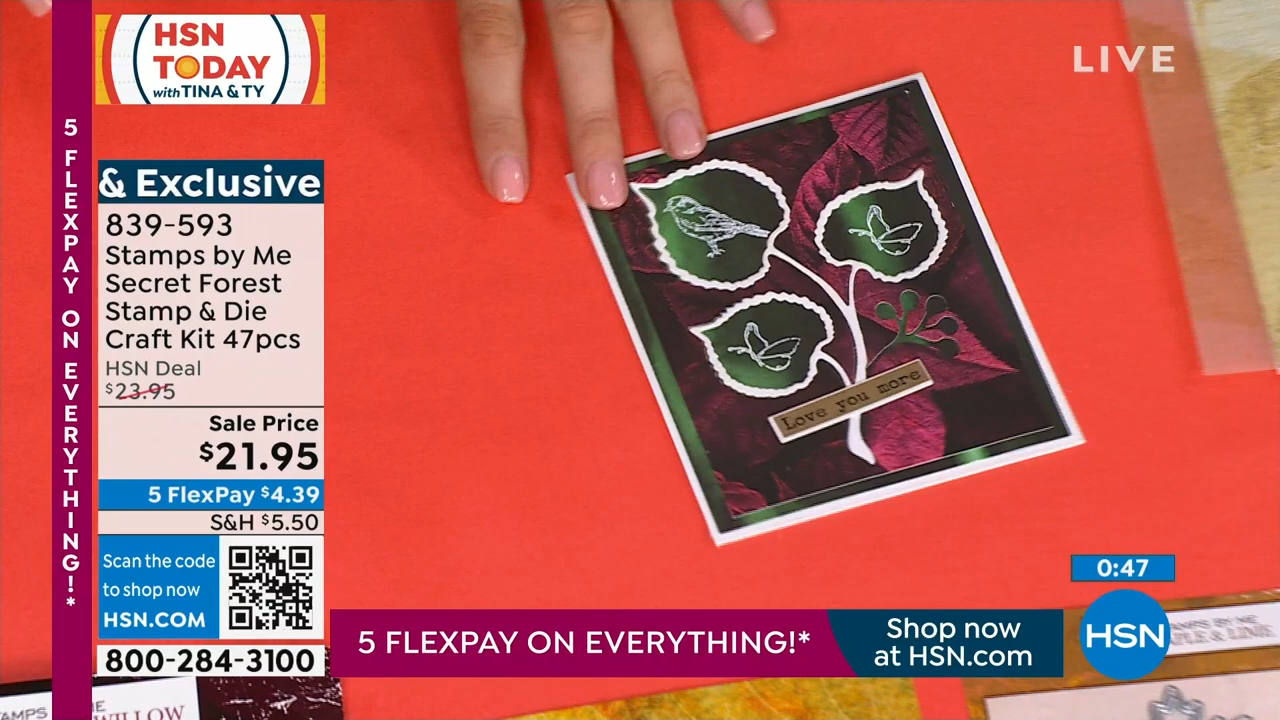 HSN
TODAY
with TINA & TY
LIVE
5 FLEXPAY ON EVERYTHING!*
& Exclusive
839-593
Stamps by Me
Secret Forest
Stamp & Die
Craft Kit 47pcs
HSN Deal
$23.95
Sale Price
$21.95
5 FlexPay $4.39
S&H $5.50
Scan the code
to shop now
HSN.COM
800-284-3100
Love you more
0:47
5 FLEXPAY ON EVERYTHING!*
Shop now
at HSN.com
HSN
WILLOW